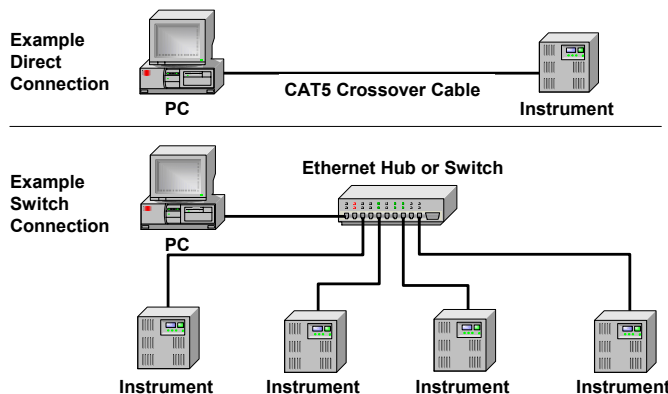 Example
Direct
Connection
CAT5 Crossover Cable
PC
Instrument
Ethernet Hub or Switch
Example
Switch
Connection
PC
Instrument
Instrument
Instrument
Instrument